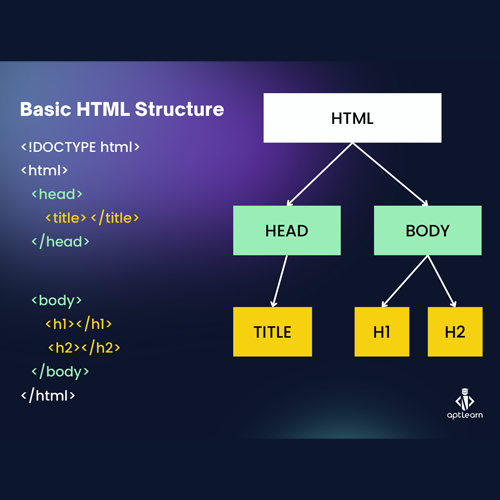 Basic HTML Structure
<!DOCTYPE html>
<html>
<head>
<title> </title>
</head>
<body>
<h1></h1>
<h2></h2>
</body>
</html>
HTML
HEAD BODY
TITLE H1 H2
aptLearn